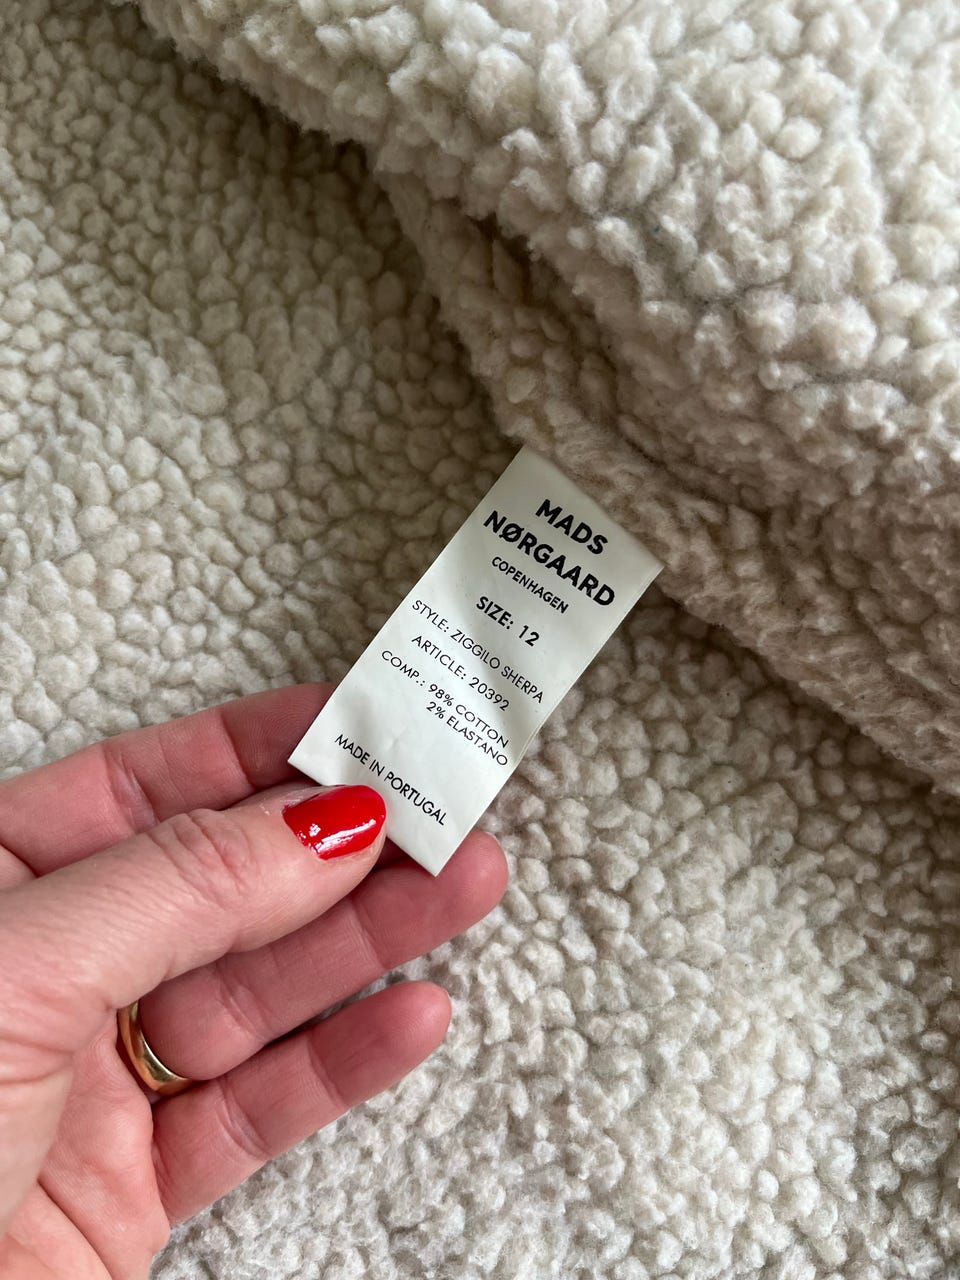 MADS
NØRGAARD
COPENHAGEN
SIZE: 12
STYLE: ZIGGILO SHERPA
ARTICLE: 20392
COMP.: 98% COTTON
2% ELASTANO
MADE IN PORTUGAL